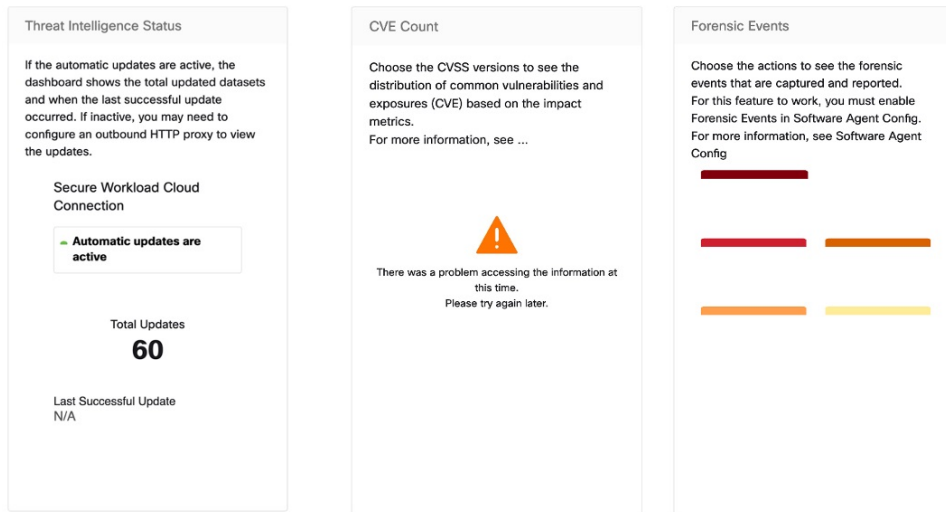 Threat Intelligence Status
If the automatic updates are active, the
dashboard shows the total updated datasets
and when the last successful update
occurred. If inactive, you may need to
configure an outbound HTTP proxy to view
the updates.
Secure Workload Cloud
Connection
Automatic updates are
active
Total Updates
60
Last Successful Update
N/A
CVE Count
Choose the CVSS versions to see the
distribution of common vulnerabilities and
exposures (CVE) based on the impact
metrics.
For more information, see ...
There was a problem accessing the information at
this time.
Please try again later.
Forensic Events
Choose the actions to see the forensic
events that are captured and reported.
For this feature to work, you must enable
Forensic Events in Software Agent Config.
For more information, see Software Agent
Config